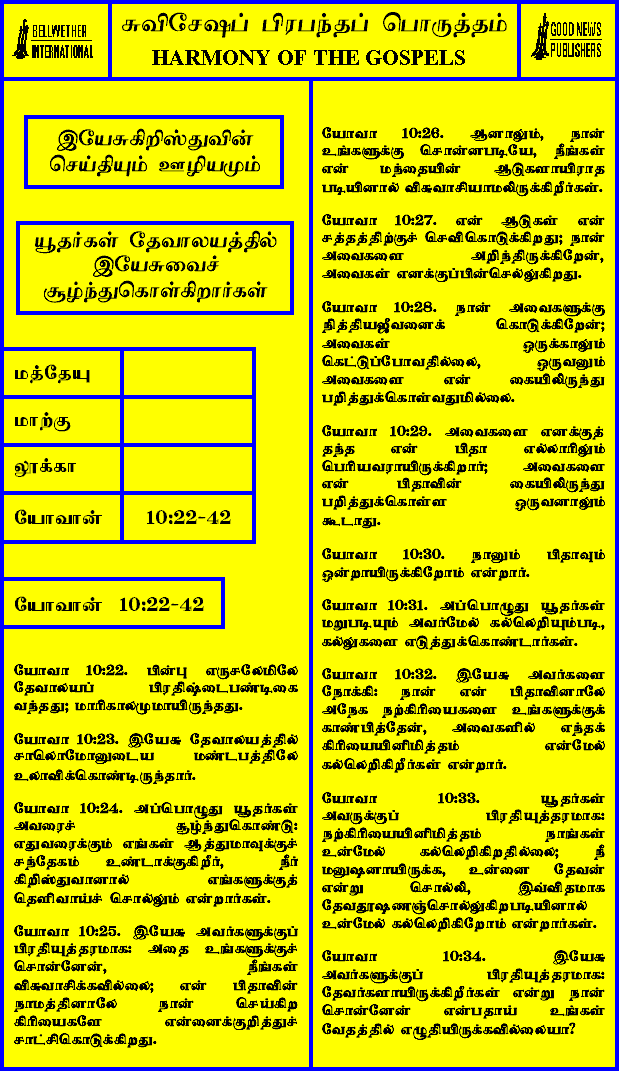 BELLWETHER
INTERNATIONAL
சுவிசேஷப் பிரபந்தப் பொருத்தம்
HARMONY OF THE GOSPELS
GOOD NEWS
PUBLISHERS
இயேசுகிறிஸ்துவின்
செய்தியும் ஊழியமும்
யூதர்கள் தேவாலயத்தில்
இயேசுவைச்
சூழ்ந்துகொள்கிறார்கள்
மத்தேயு
மாற்கு
லூக்கா
யோவான் 10:22-42
யோவான் 10:22-42
யோவா 10:22. பின்பு எருசலேமிலே
தேவாலயப் பிரதிஷ்டைபண்டிகை
வந்தது; மாரிகாலமுமாயிருந்தது.
யோவா 10:23. இயேசு தேவாலயத்தில்
சாலொமோனுடைய மண்டபத்திலே
உலாவிக்கொண்டிருந்தார்.
யோவா 10:24. அப்பொழுது யூதர்கள்
அவரைச் சூழ்ந்துகொண்டு:
எதுவரைக்கும் எங்கள் ஆத்துமாவுக்குச்
சந்தேகம் உண்டாக்குகிறீர், நீர்
கிறிஸ்துவானால் எங்களுக்குத்
தெளிவாய்ச் சொல்லும் என்றார்கள்.
யோவா 10:25. இயேசு அவர்களுக்குப்
பிரதியுத்தரமாக: அதை உங்களுக்குச்
சொன்னேன், நீங்கள்
விசுவாசிக்கவில்லை; என் பிதாவின்
நாமத்தினாலே நான் செய்கிற
கிரியைகளே என்னைக்குறித்துச்
சாட்சிகொடுக்கிறது.
யோவா 10:26. ஆனாலும், நான்
உங்களுக்கு சொன்னபடியே, நீங்கள்
என் மந்தையின் ஆடுகளாயிராத
படியினால் விசுவாசியாமலிருக்கிறீர்கள்.
யோவா 10:27. என் ஆடுகள் என்
சத்தத்திற்குச் செவிகொடுக்கிறது; நான்
அவைகளை அறிந்திருக்கிறேன்,
அவைகள் எனக்குப்பின்செல்லுகிறது.
யோவா 10:28. நான் அவைகளுக்கு
நித்தியஜீவனைக் கொடுக்கிறேன்;
அவைகள் ஒருக்காலும்
கெட்டுப்போவதில்லை, ஒருவனும்
அவைகளை என் கையிலிருந்து
பறித்துக்கொள்வதுமில்லை.
யோவா 10:29. அவைகளை எனக்குத்
தந்த என் பிதா எல்லாரிலும்
பெரியவராயிருக்கிறார்; அவைகளை
என் பிதாவின் கையிலிருந்து
பறித்துக்கொள்ள ஒருவனாலும்
கூடாது.
யோவா 10:30. நானும் பிதாவும்
ஒன்றாயிருக்கிறோம் என்றார்.
யோவா 10:31. அப்பொழுது யூதர்கள்
மறுபடியும் அவர்மேல் கல்லெறியும்படி,
கல்லுகளை எடுத்துக்கொண்டார்கள்.
யோவா 10:32. இயேசு அவர்களை
நோக்கி: நான் என் பிதாவினாலே
அநேக நற்கிரியைகளை உங்களுக்குக்
காண்பித்தேன், அவைகளில் எந்தக்
கிரியையினிமித்தம் என்மேல்
கல்லெறிகிறீர்கள் என்றார்.
யோவா 10:33. யூதர்கள்
அவருக்குப் பிரதியுத்தரமாக:
நற்கிரியையினிமித்தம் நாங்கள்
உன்மேல் கல்லெறிகிறதில்லை; நீ
மனுஷனாயிருக்க, உன்னை தேவன்
என்று சொல்லி, இவ்விதமாக
தேவதூஷணஞ்சொல்லுகிறபடியினால்
உன்மேல் கல்லெறிகிறோம் என்றார்கள்.
யோவா 10:34. இயேசு
அவர்களுக்குப் பிரதியுத்தரமாக:
தேவர்களாயிருக்கிறீர்கள் என்று நான்
சொன்னேன் என்பதாய் உங்கள்
வேதத்தில் எழுதியிருக்கவில்லையா?